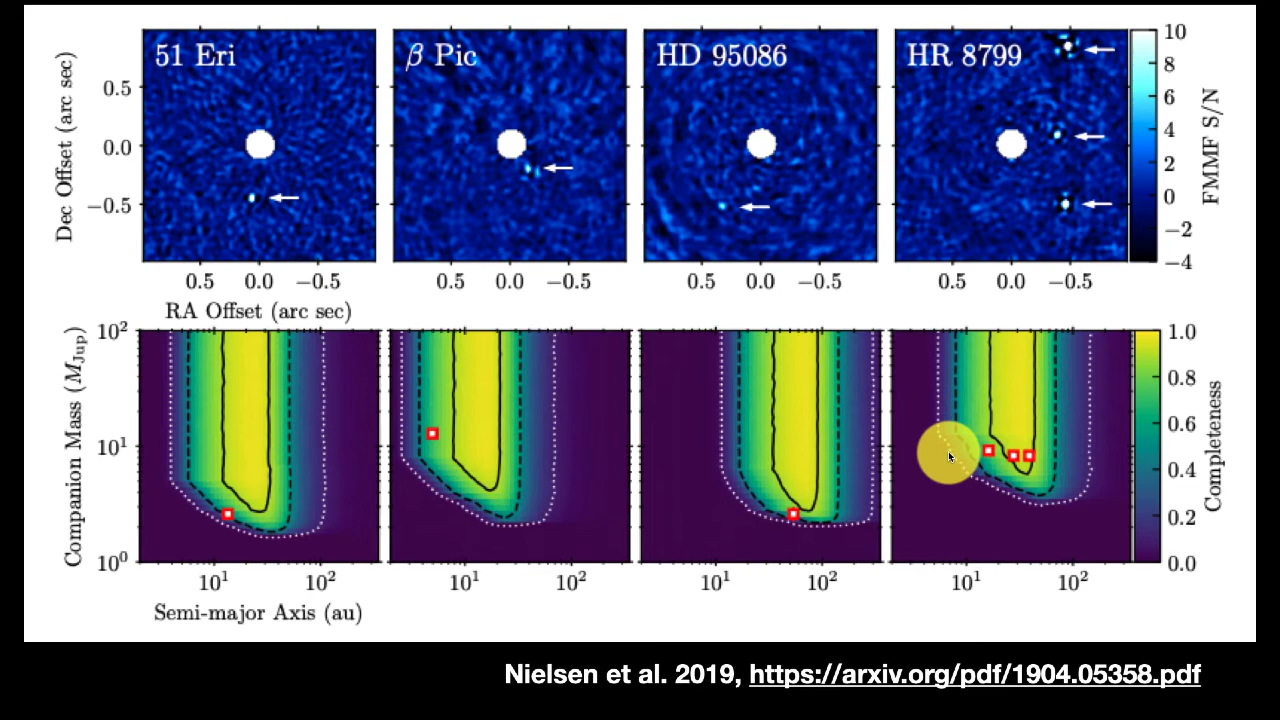 51 Eri
β Pic
HD 95086
HR 8799
Dec Offset (arc sec)
0.5
0.0
−0.5
10
8
6
4
2
0
−2
−4
FMMF S/N
0.5 0.0 −0.5
0.5 0.0 −0.5
0.5 0.0 −0.5
0.5 0.0 −0.5
RA Offset (arc sec)
Companion Mass (M_Jup)
10²
10¹
10⁰
1.0
0.8
0.6
0.4
0.2
0.0
Completeness
10¹ 10²
10¹ 10²
10¹ 10²
10¹ 10²
Semi-major Axis (au)
Nielsen et al. 2019, https://arxiv.org/pdf/1904.05358.pdf